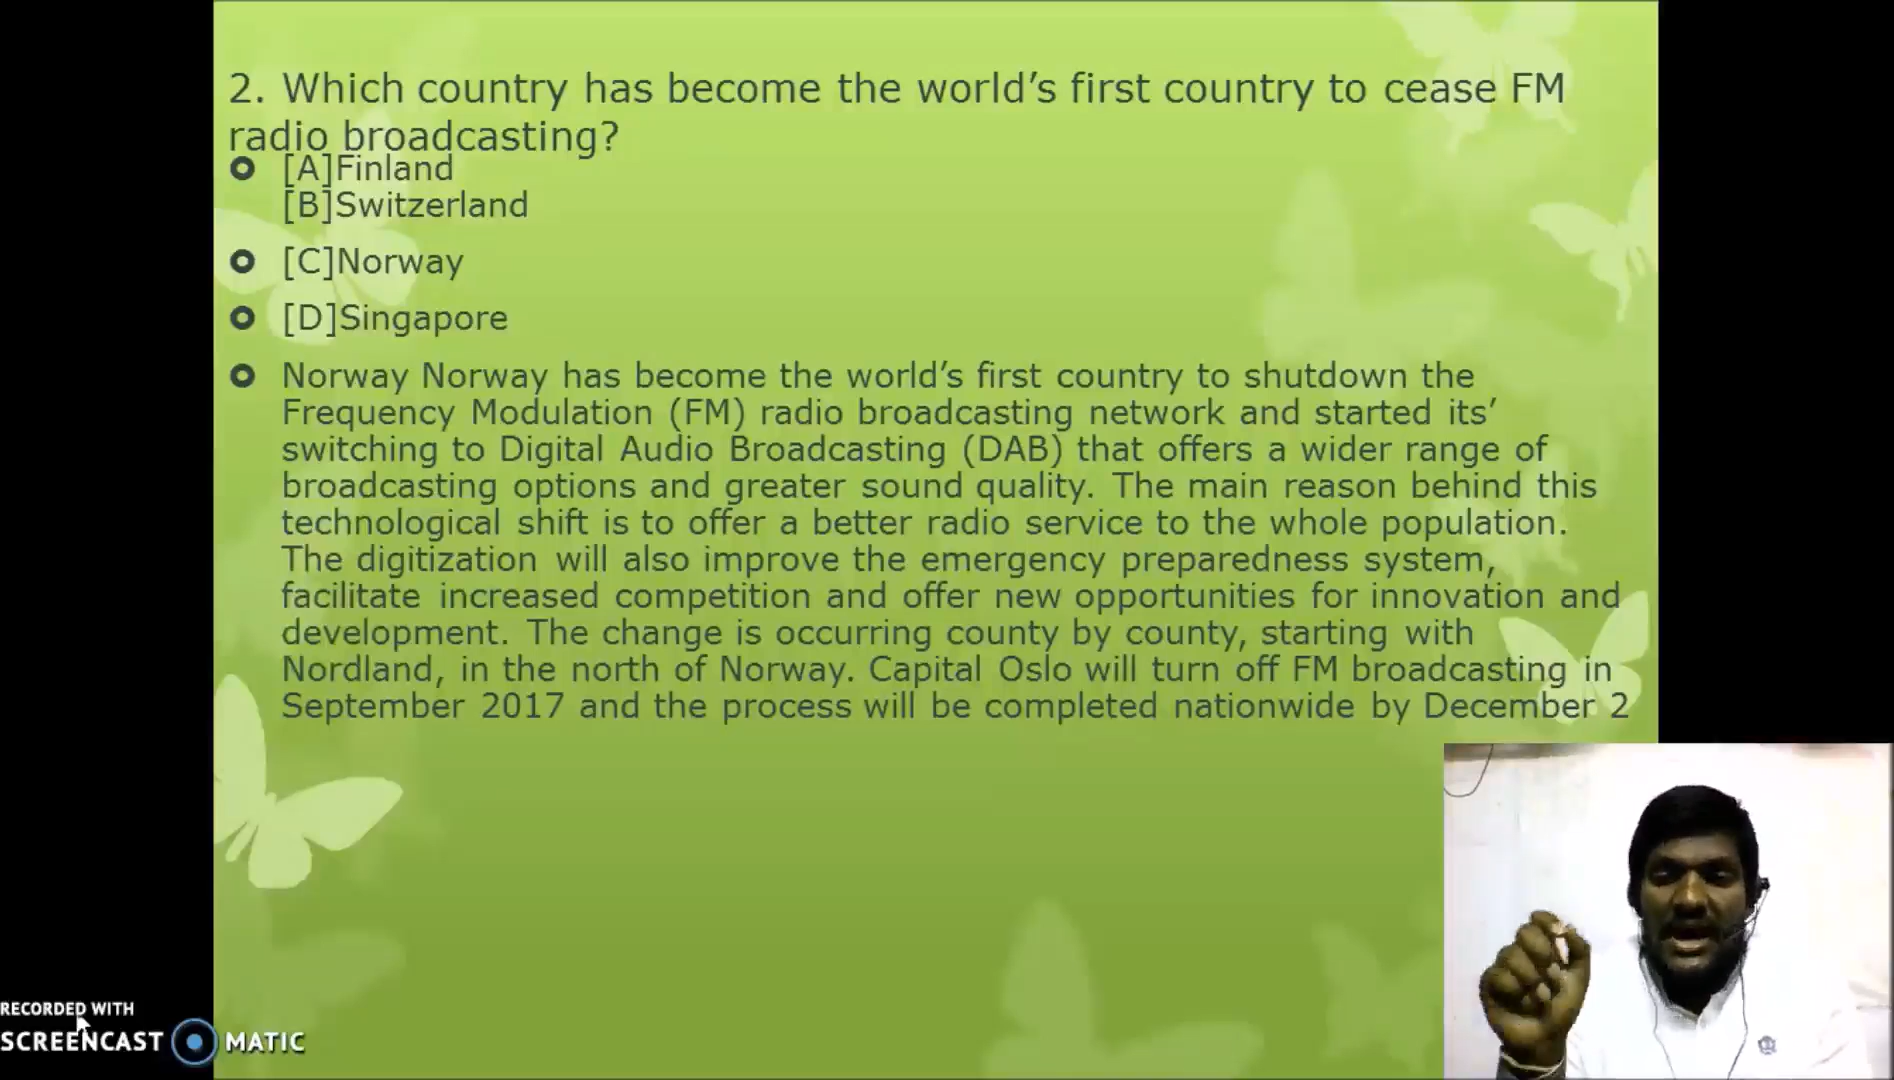 2. Which country has become the world’s first country to cease FM
radio broadcasting?
[A]Finland
[B]Switzerland
[C]Norway
[D]Singapore
Norway Norway has become the world’s first country to shutdown the
Frequency Modulation (FM) radio broadcasting network and started its’
switching to Digital Audio Broadcasting (DAB) that offers a wider range of
broadcasting options and greater sound quality. The main reason behind this
technological shift is to offer a better radio service to the whole population.
The digitization will also improve the emergency preparedness system,
facilitate increased competition and offer new opportunities for innovation and
development. The change is occurring county by county, starting with
Nordland, in the north of Norway. Capital Oslo will turn off FM broadcasting in
September 2017 and the process will be completed nationwide by December 2
RECORDED WITH
SCREENCAST MATIC